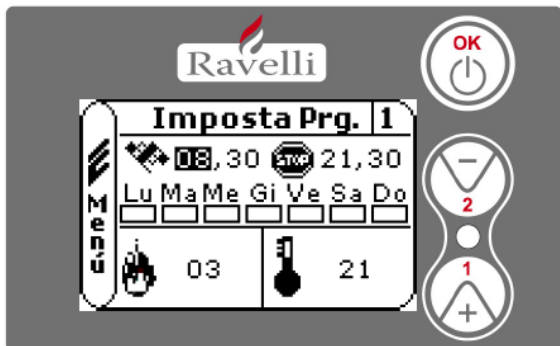 Ravelli
OK
Imposta Prg. 1
08,30 STOP 21,30
Lu Ma Me Gi Ve Sa Do
Menú
03 21
−
2
1
+